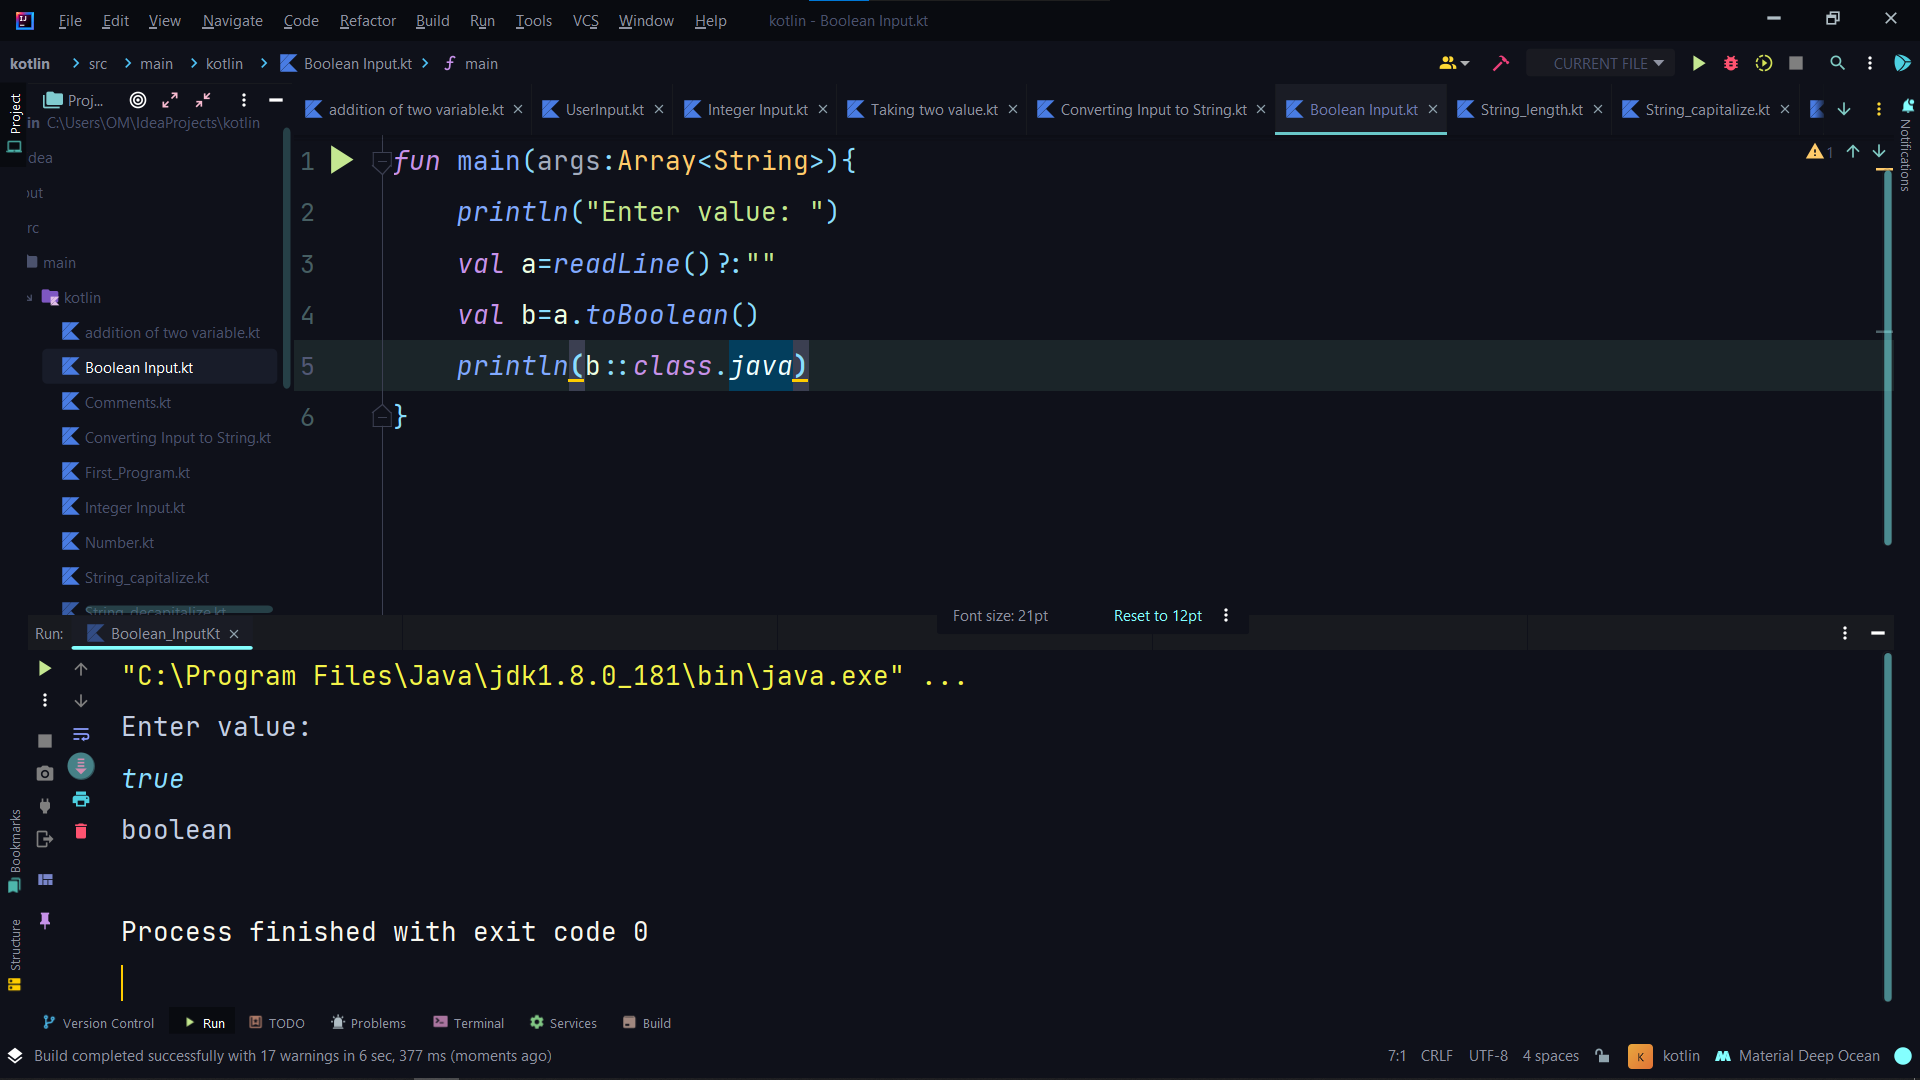 File Edit View Navigate Code Refactor Build Run Tools VCS Window Help kotlin - Boolean Input.kt
kotlin src main kotlin Boolean Input.kt main CURRENT FILE
Project
Proj...
addition of two variable.kt UserInput.kt Integer Input.kt Taking two value.kt Converting Input to String.kt Boolean Input.kt String_length.kt String_capitalize.kt
Notifications
in C:\Users\OM\IdeaProjects\kotlin
dea
out
rc
main
kotlin
addition of two variable.kt
Boolean Input.kt
Comments.kt
Converting Input to String.kt
First_Program.kt
Integer Input.kt
Number.kt
String_capitalize.kt
String_decapitalize.kt
1 fun main(args:Array<String>){
2 println("Enter value: ")
3 val a=readLine()?:""
4 val b=a.toBoolean()
5 println(b::class.java)
6 }
1
Font size: 21pt Reset to 12pt
Run: Boolean_InputKt
"C:\Program Files\Java\jdk1.8.0_181\bin\java.exe" ...
Enter value:
true
boolean
Process finished with exit code 0
Bookmarks
Structure
Version Control Run TODO Problems Terminal Services Build
Build completed successfully with 17 warnings in 6 sec, 377 ms (moments ago)
7:1 CRLF UTF-8 4 spaces K kotlin Material Deep Ocean